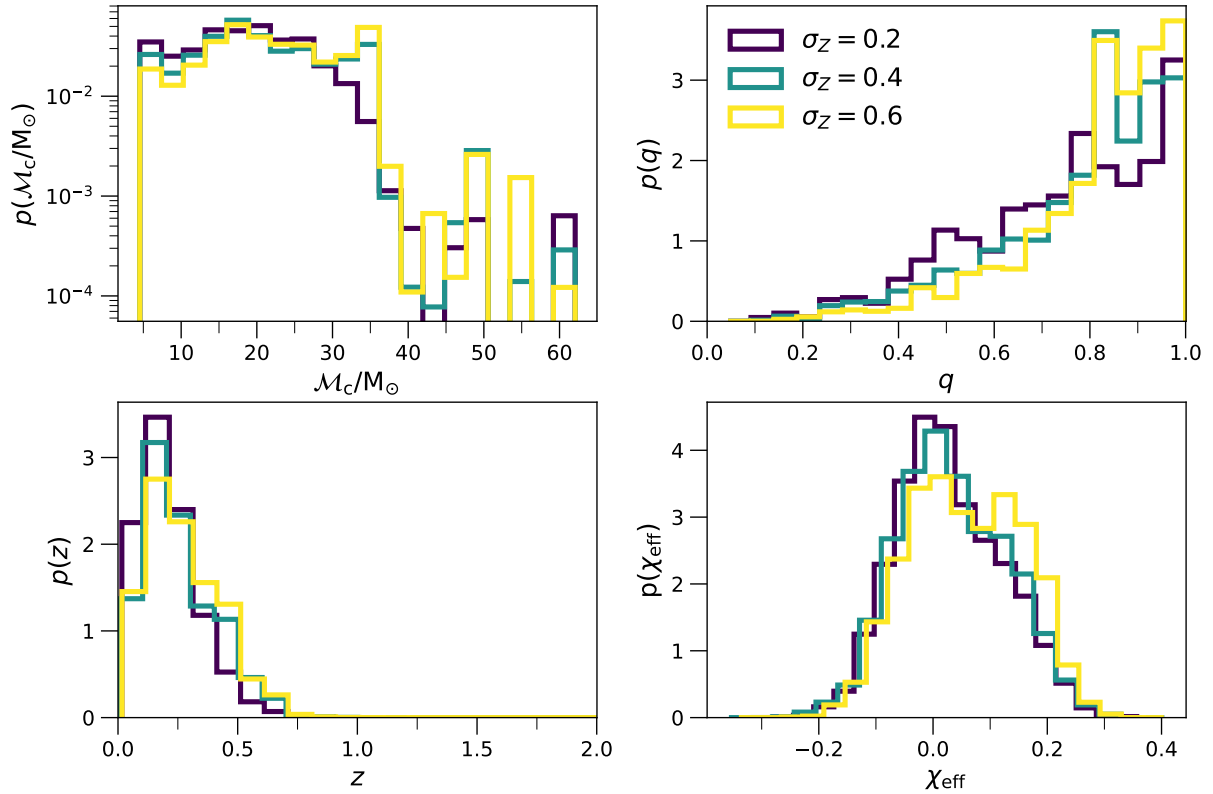 p(ℳc/M⊙)
10⁻²
10⁻³
10⁻⁴
10 20 30 40 50 60
ℳc/M⊙
p(q)
3
2
1
0
0.0 0.2 0.4 0.6 0.8 1.0
q
σZ = 0.2
σZ = 0.4
σZ = 0.6
p(z)
3
2
1
0
0.0 0.5 1.0 1.5 2.0
z
p(χeff)
4
3
2
1
0
−0.2 0.0 0.2 0.4
χeff